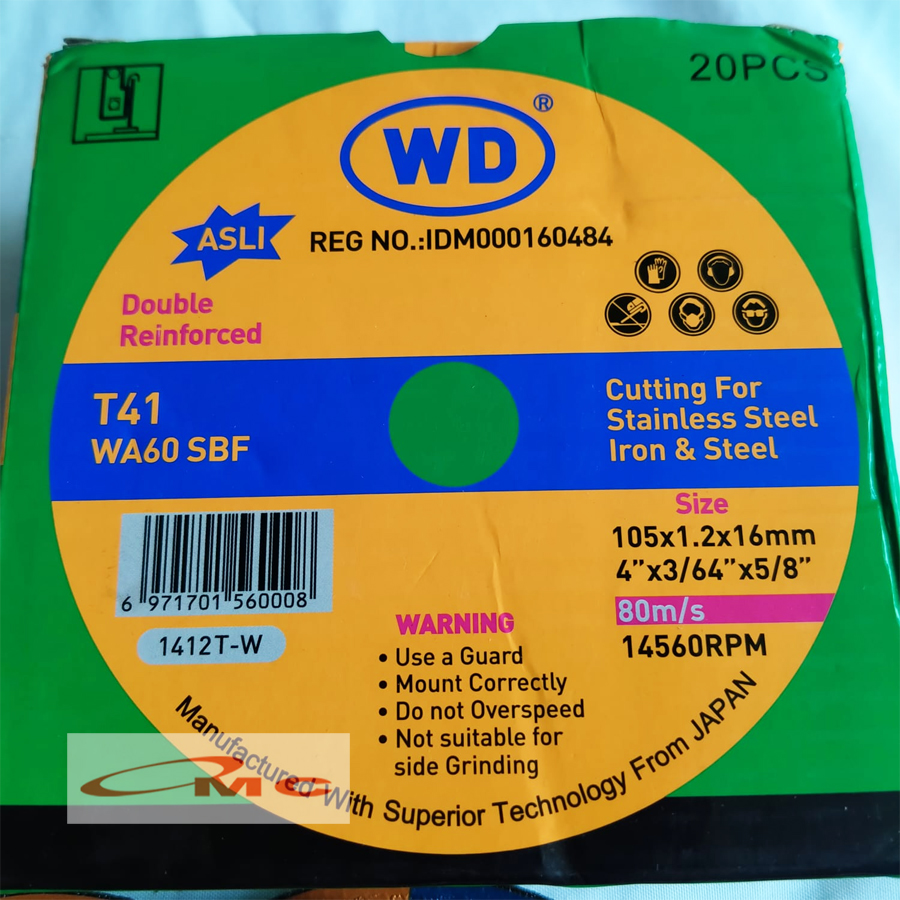 20PCS
WD®
ASLI
REG NO.:IDM000160484
Double
Reinforced
T41
WA60 SBF
Cutting For
Stainless Steel
Iron & Steel
Size
105x1.2x16mm
4”x3/64”x5/8”
80m/s
14560RPM
6 971701 560008
1412T-W
WARNING
• Use a Guard
• Mount Correctly
• Do not Overspeed
• Not suitable for
side Grinding
Manufactured With Superior Technology From JAPAN
CMC